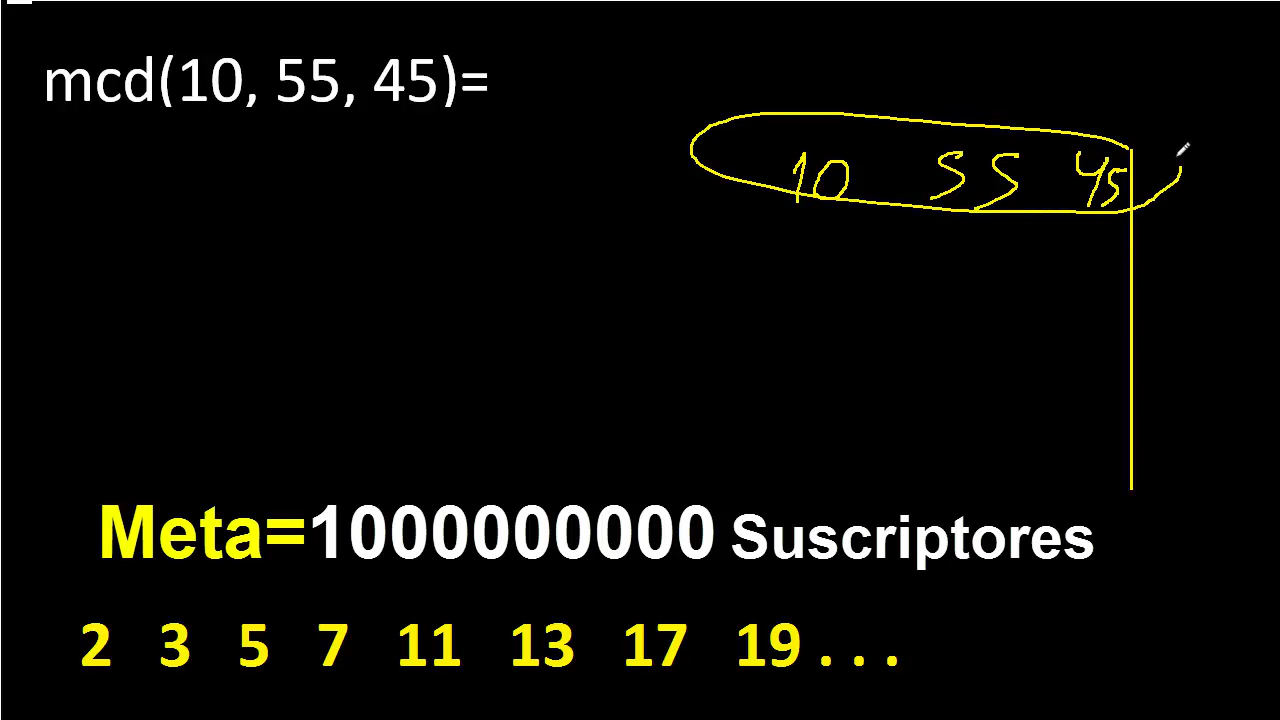 mcd(10, 55, 45)=
10 55 45
Meta=1000000000 Suscriptores
2 3 5 7 11 13 17 19 . . .